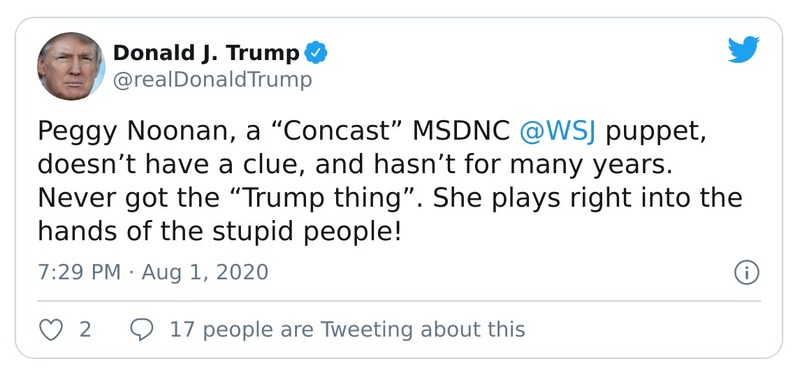 Donald J. Trump
@realDonaldTrump
Peggy Noonan, a “Concast” MSDNC @WSJ puppet,
doesn’t have a clue, and hasn’t for many years.
Never got the “Trump thing”. She plays right into the
hands of the stupid people!
7:29 PM · Aug 1, 2020
2 17 people are Tweeting about this